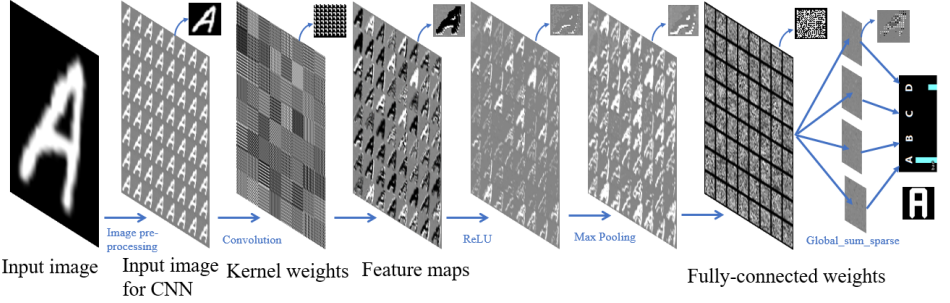 D
C
B
A
Image pre-
processing
Convolution
ReLU
Max Pooling
Global_sum_sparse
Input image
Input image
for CNN
Kernel weights
Feature maps
Fully-connected weights
A